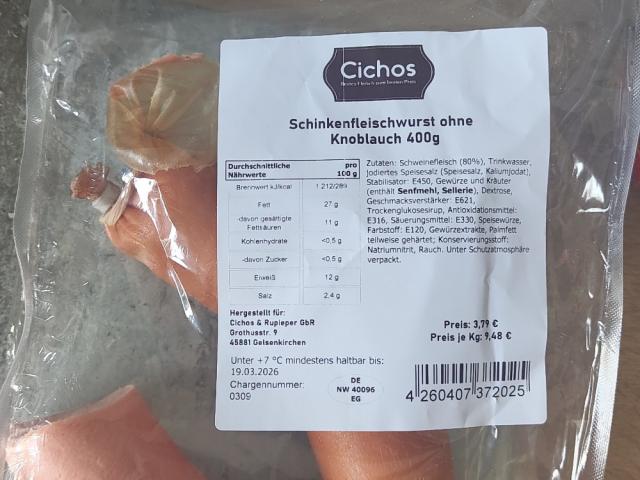 Cichos
Bestes Fleisch zum besten Preis
Schinkenfleischwurst ohne
Knoblauch 400g
Durchschnittliche pro
Nährwerte 100 g
Brennwert kJ/kcal 1 212/289
Fett 27 g
-davon gesättigte 11 g
Fettsäuren
Kohlenhydrate <0,5 g
-davon Zucker <0,5 g
Eiweiß 12 g
Salz 2,4 g
Zutaten: Schweinefleisch (80%), Trinkwasser,
jodiertes Speisesalz (Speisesalz, Kaliumjodat),
Stabilisator: E450, Gewürze und Kräuter
(enthält Senfmehl, Sellerie), Dextrose,
Geschmacksverstärker: E621,
Trockenglukosesirup, Antioxidationsmittel:
E316, Säuerungsmittel: E330, Speisewürze,
Farbstoff: E120, Gewürzextrakte, Palmfett
teilweise gehärtet; Konservierungsstoff:
Natriumnitrit, Rauch. Unter Schutzatmosphäre
verpackt.
Hergestellt für:
Cichos & Rupieper GbR
Grothusstr. 9
45881 Gelsenkirchen
Preis: 3,79 €
Preis je Kg: 9,48 €
Unter +7 °C mindestens haltbar bis:
19.03.2026
Chargennummer:
0309
DE
NW 40096
EG
4 260407 372025